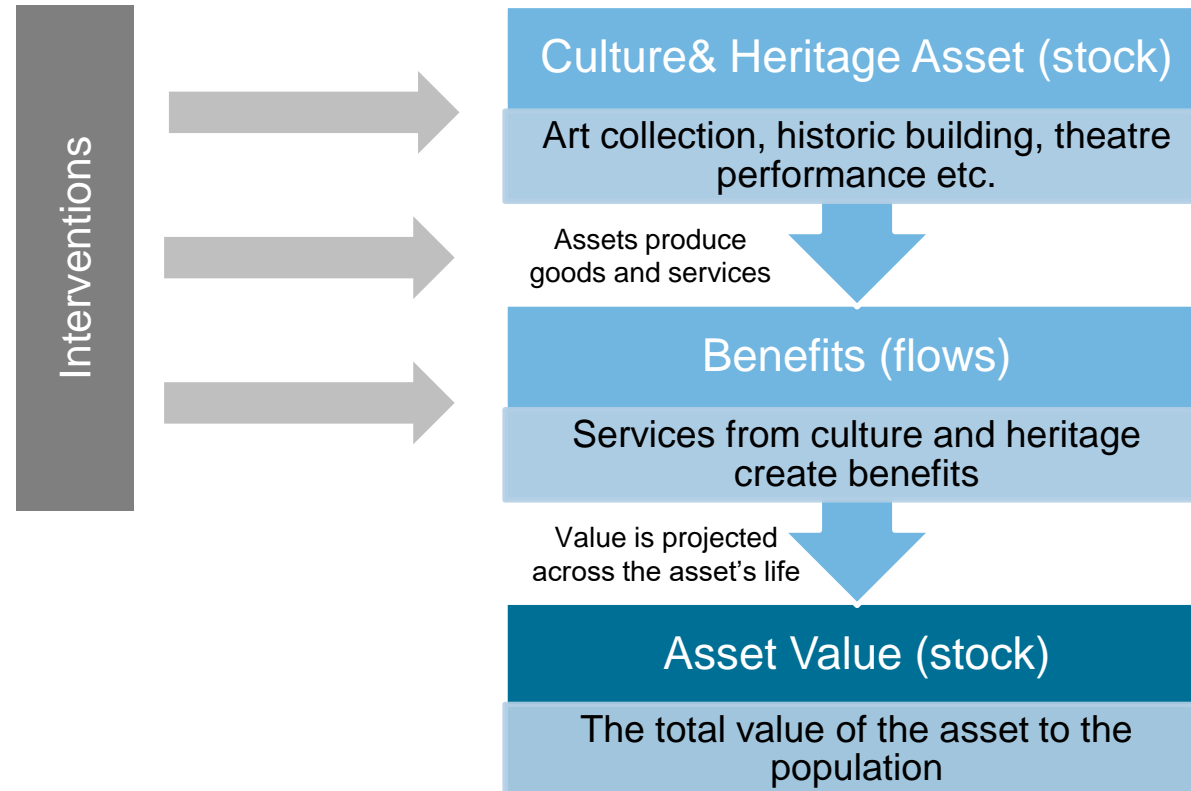 Interventions
Culture& Heritage Asset (stock)
Art collection, historic building, theatre
performance etc.
Assets produce
goods and services
Benefits (flows)
Services from culture and heritage
create benefits
Value is projected
across the asset's life
Asset Value (stock)
The total value of the asset to the
population